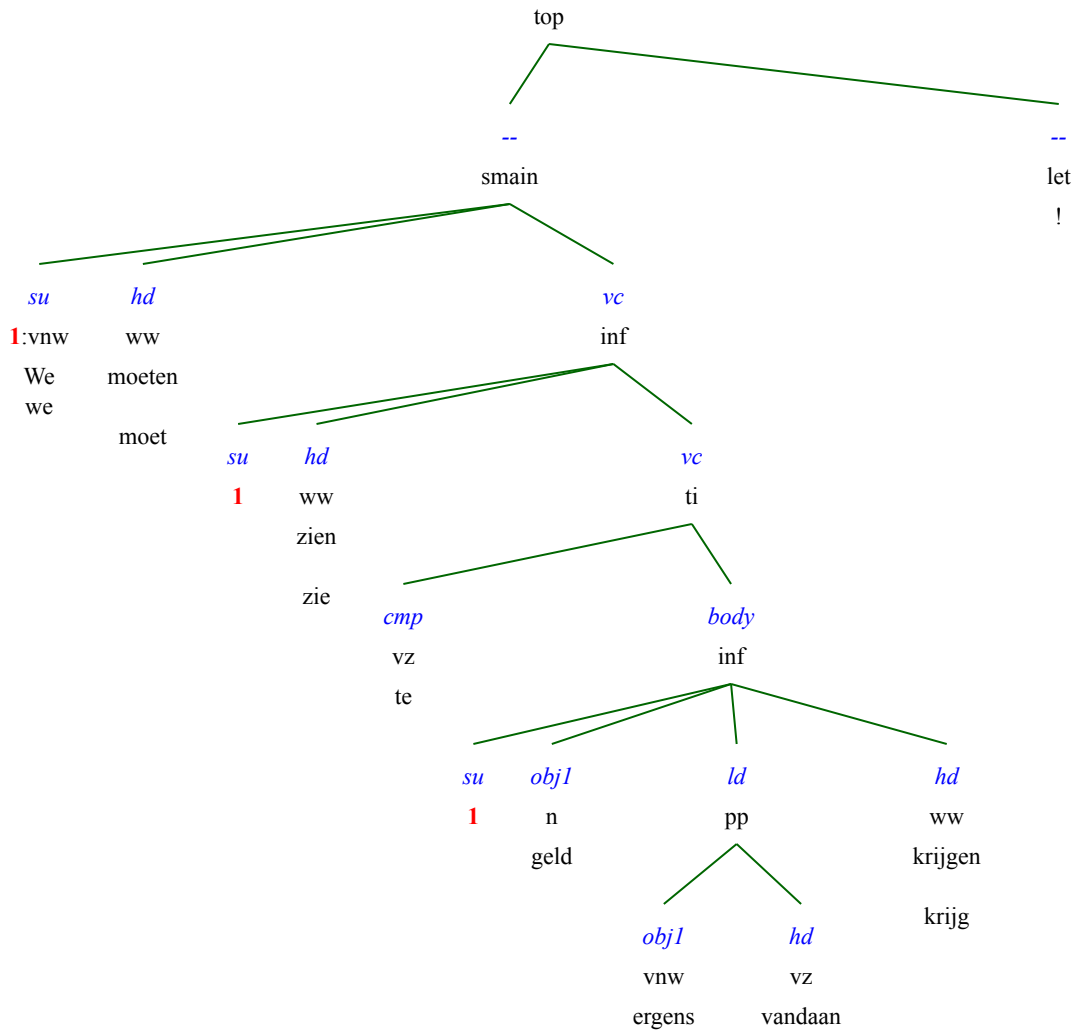 top
-- --
smain let
!
su hd vc
1:vnw ww inf
We moeten
we
moet
su hd vc
1 ww ti
zien
zie
cmp body
vz inf
te
su obj1 ld hd
1 n pp ww
geld krijgen
krijg
obj1 hd
vnw vz
ergens vandaan